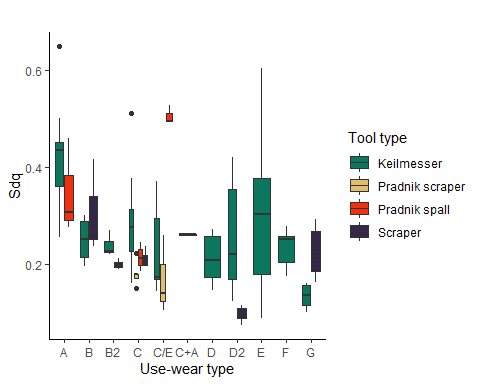 Sdq
0.6
0.4
0.2
A B B2 C C/E C+A D D2 E F G
Use-wear type
Tool type
Keilmesser
Pradnik scraper
Pradnik spall
Scraper